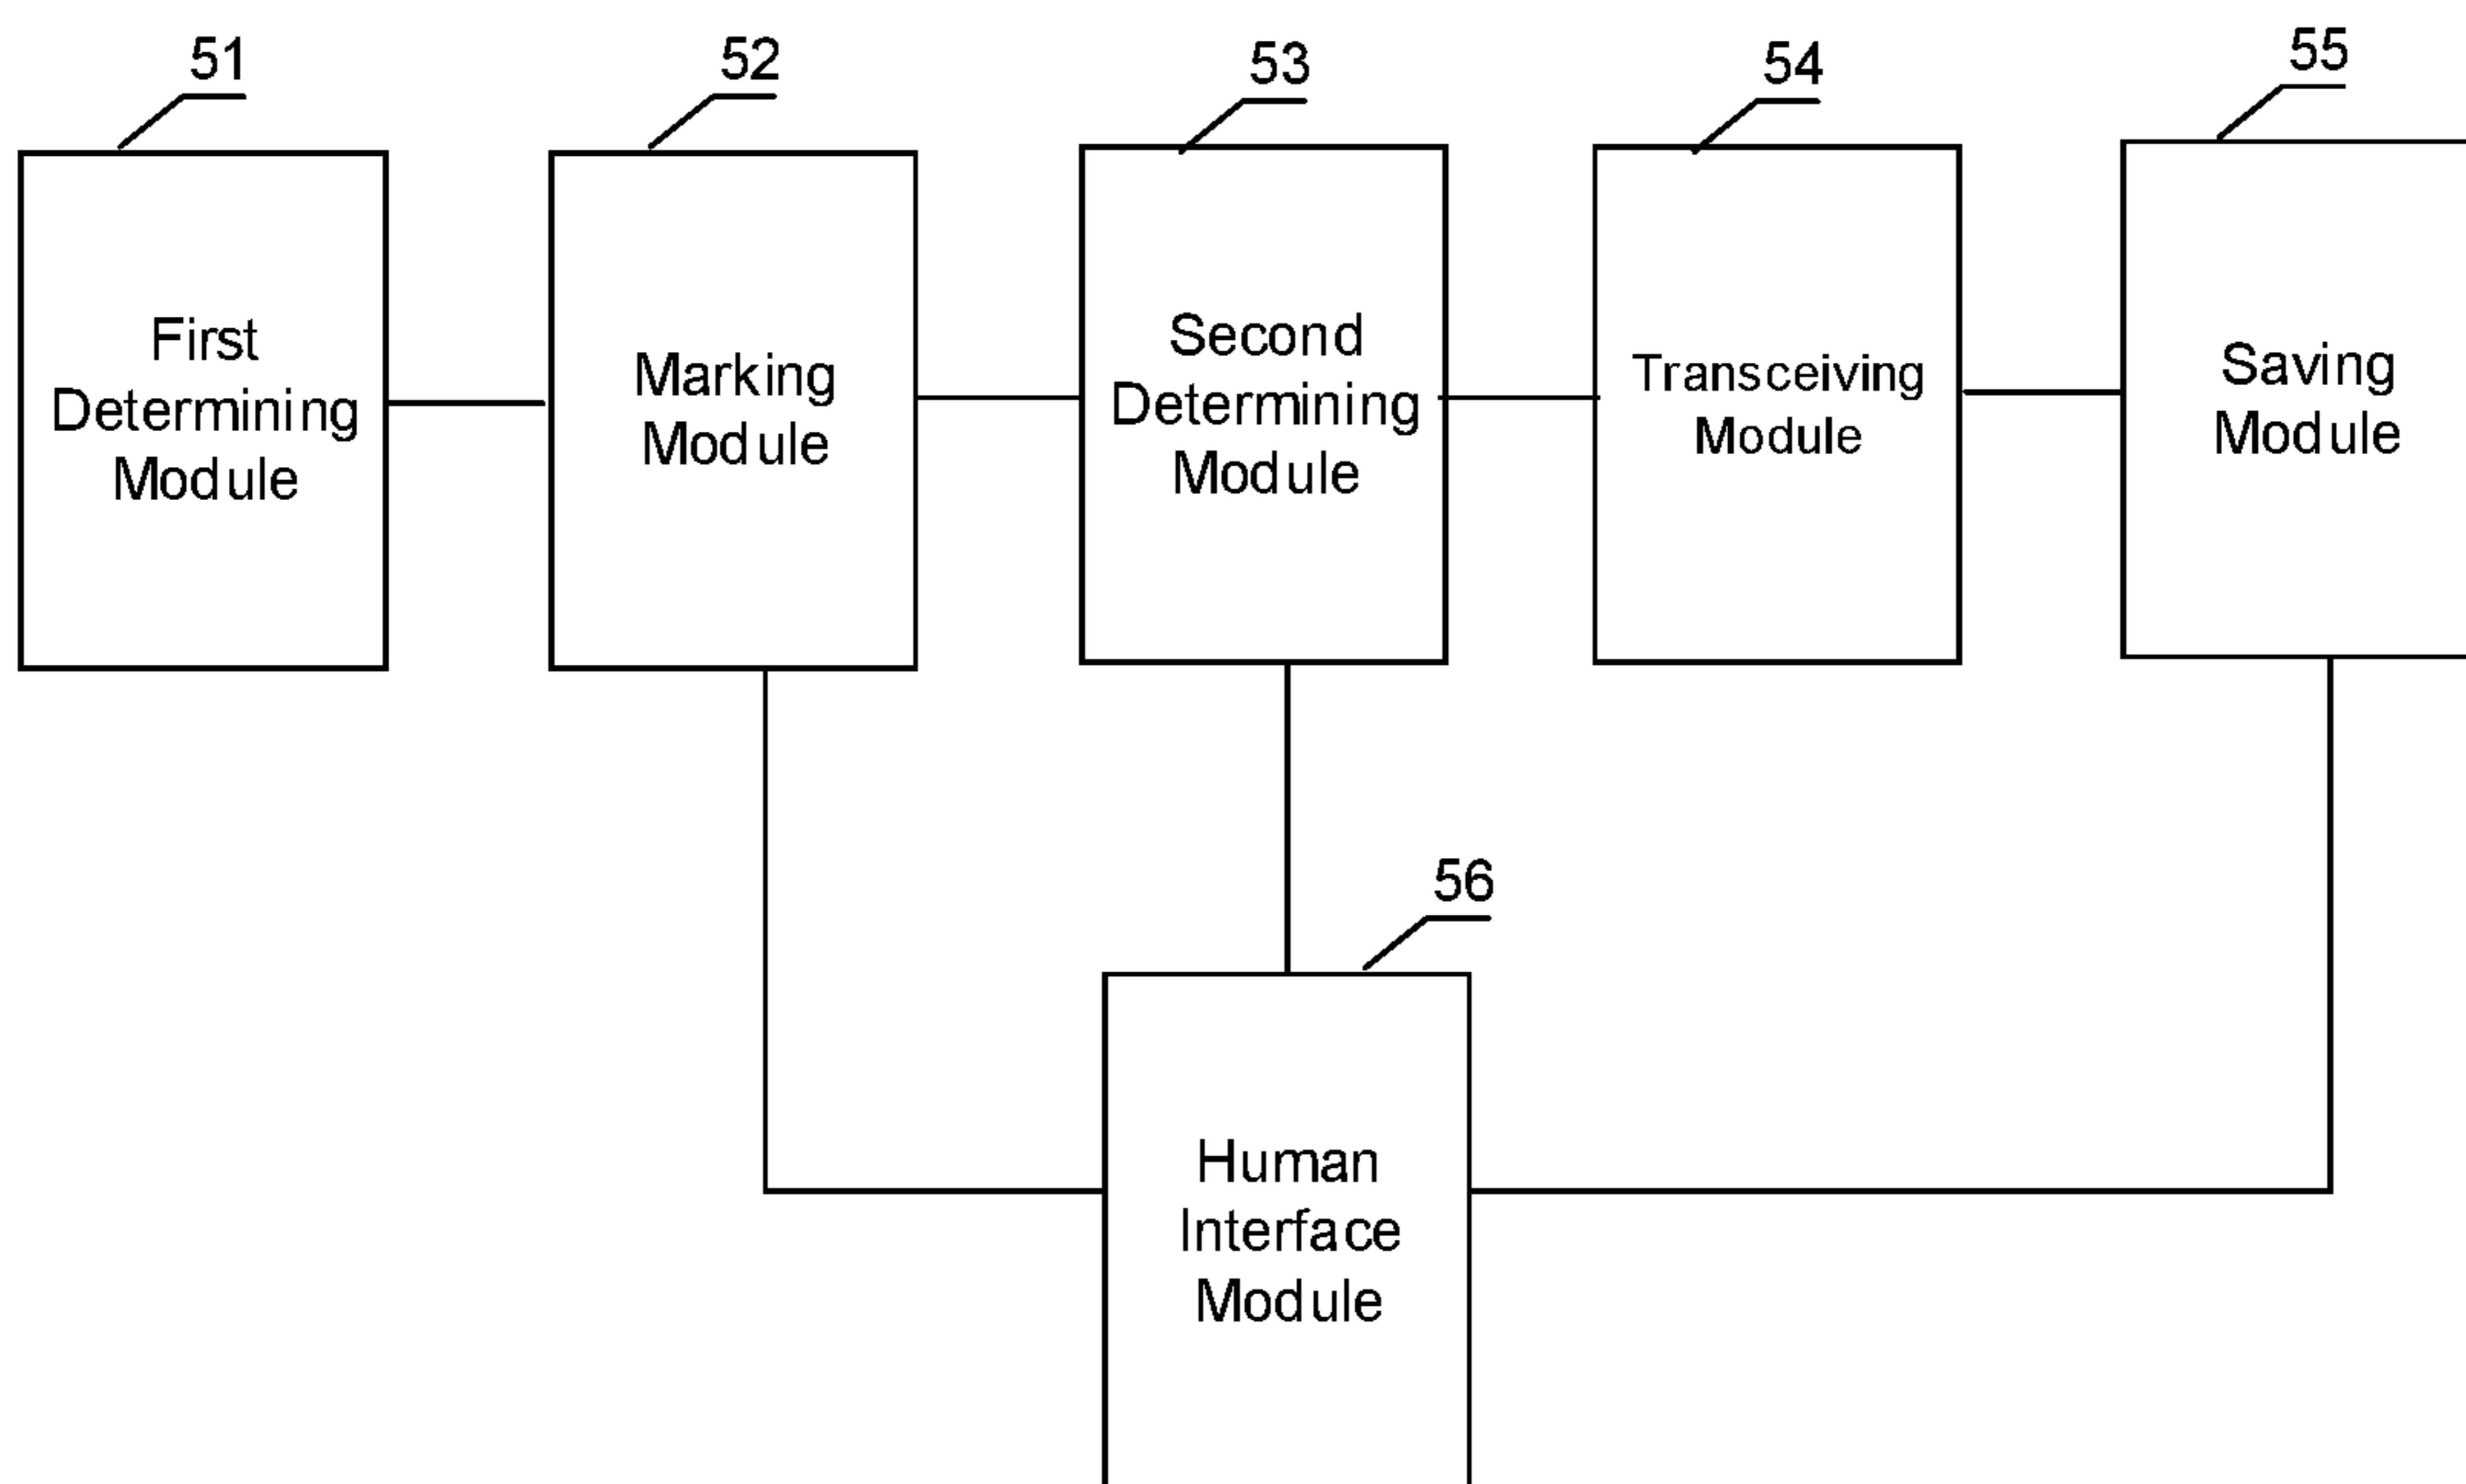 51
52
53
54
55
First
Determining
Module
Marking
Module
Second
Determining
Module
Transceiving
Module
Saving
Module
56
Human
Interface
Module